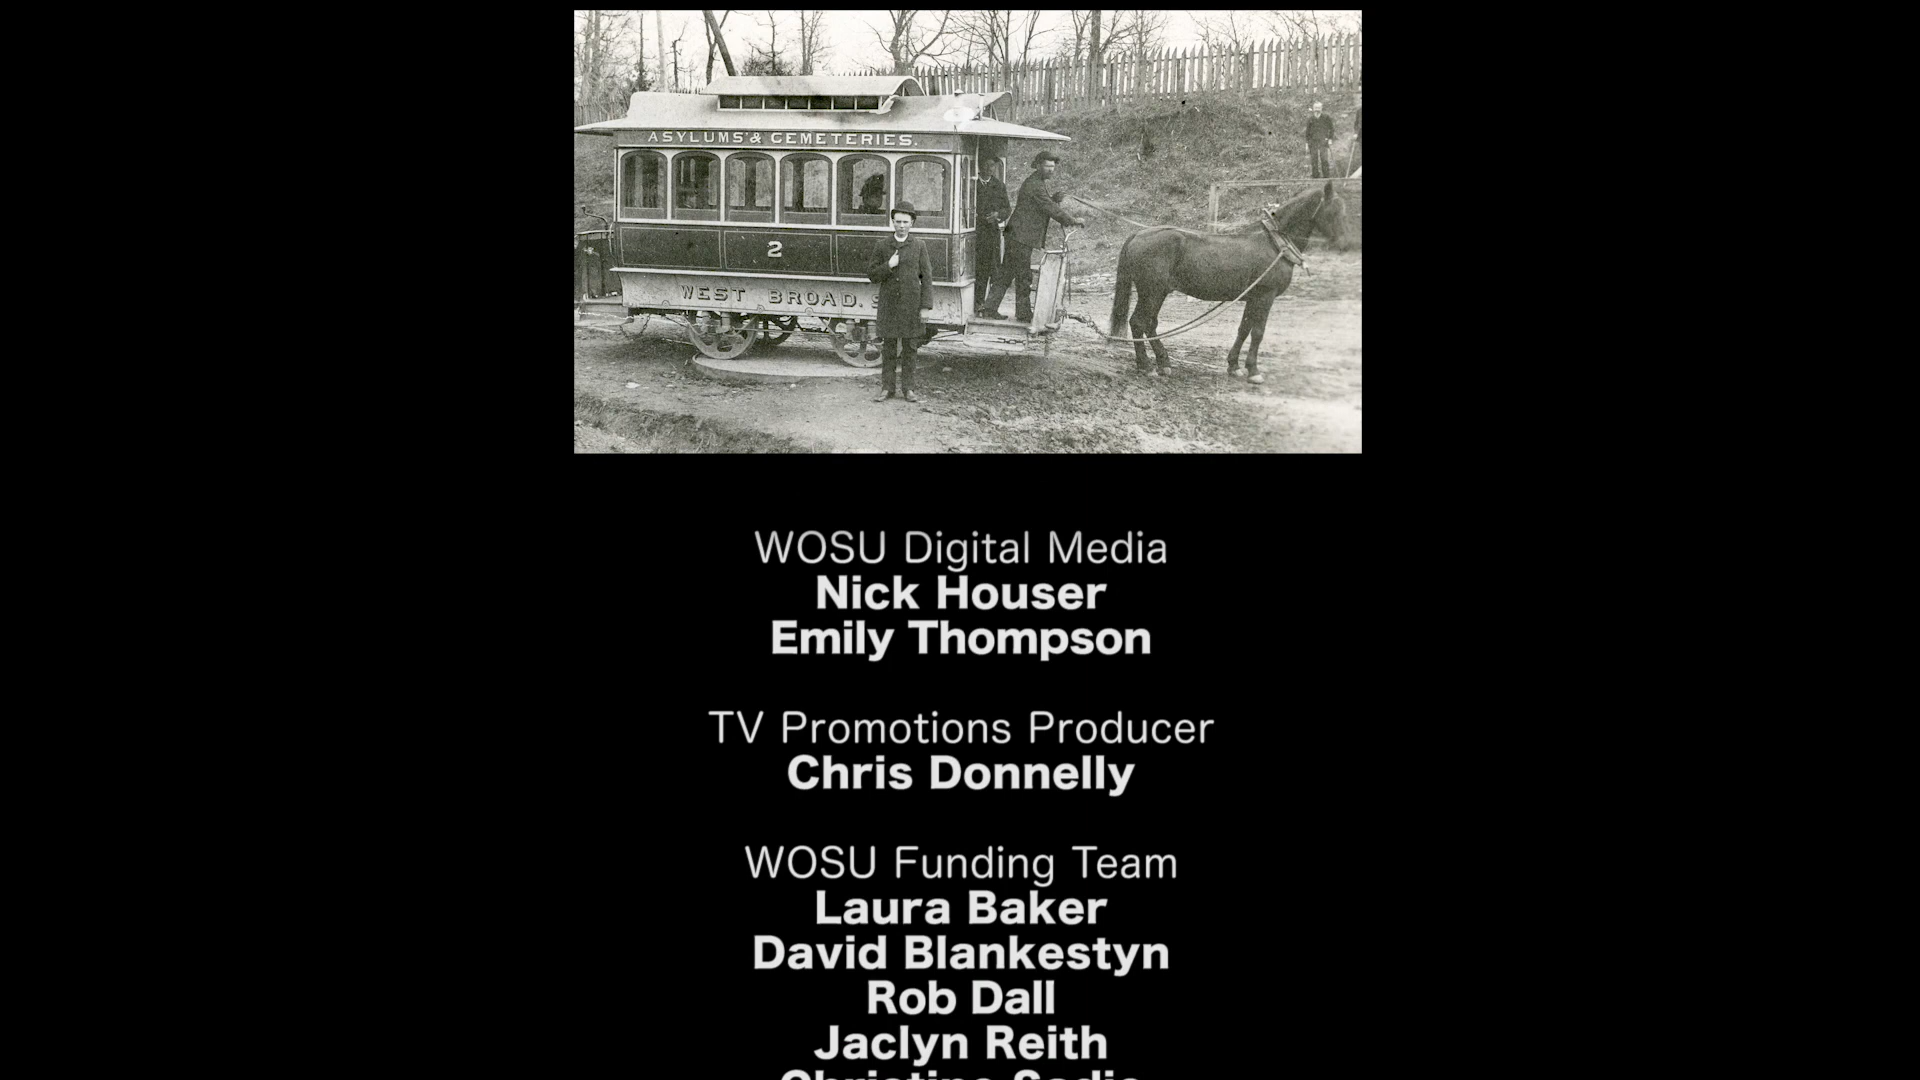 ASYLUMS & CEMETERIES.
2
WEST BROAD.
WOSU Digital Media
Nick Houser
Emily Thompson
TV Promotions Producer
Chris Donnelly
WOSU Funding Team
Laura Baker
David Blankestyn
Rob Dall
Jaclyn Reith